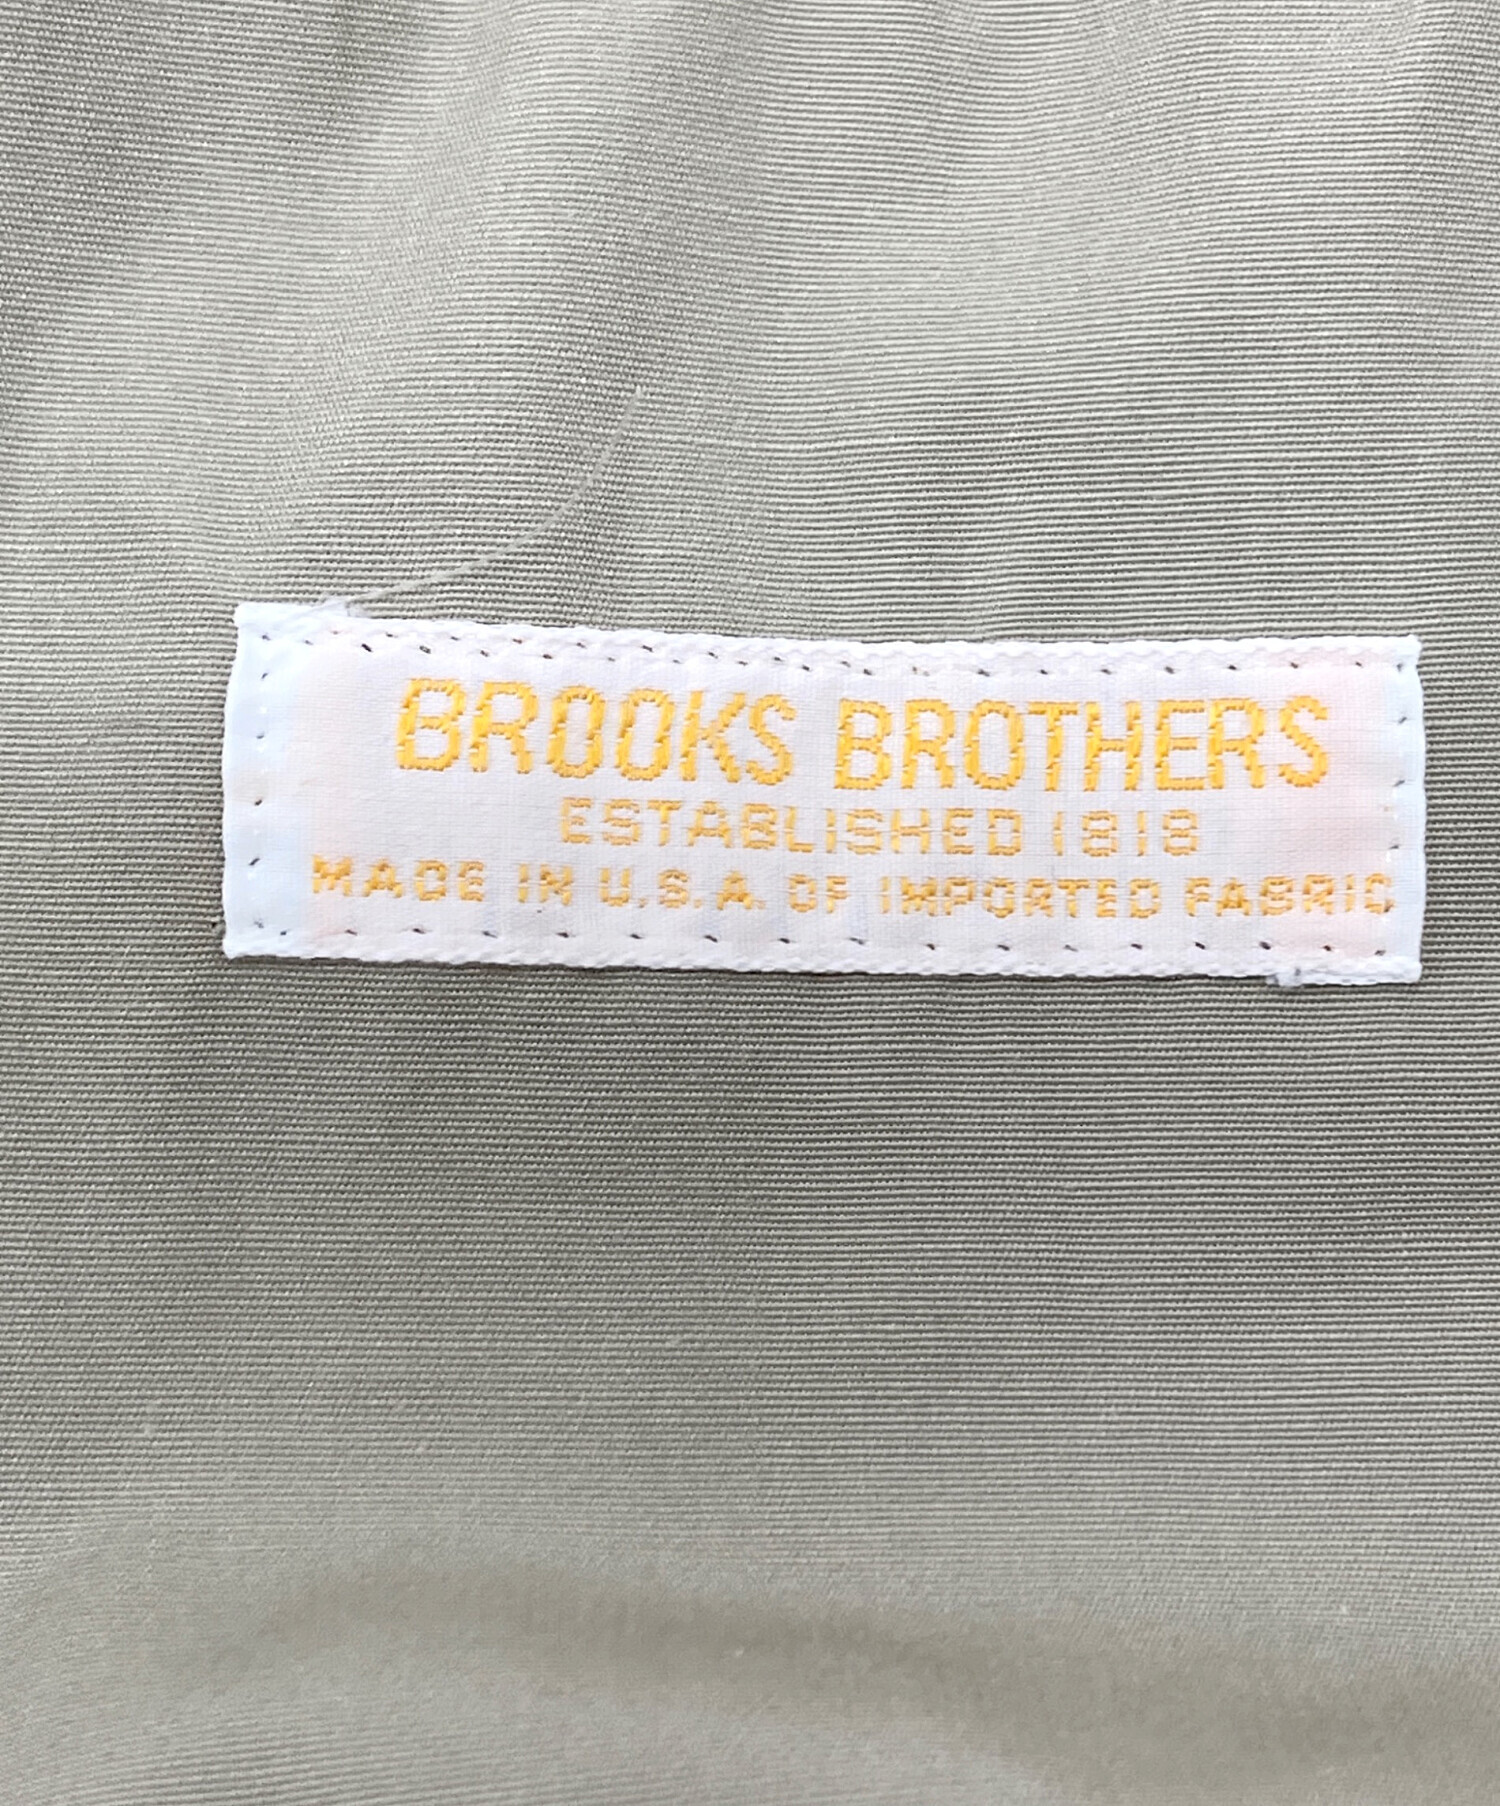 BROOKS BROTHERS
ESTABLISHED 1818
MADE IN U.S.A. OF IMPORTED FABRIC